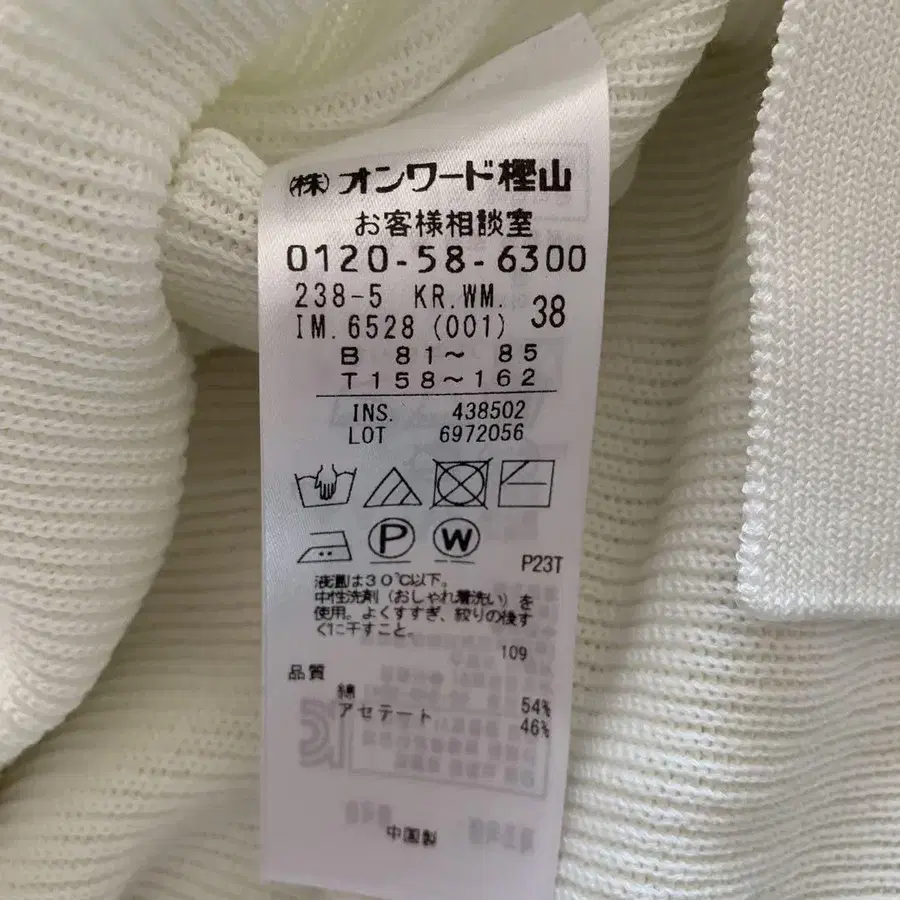 (株)オンワード樫山
お客様相談室
0120-58-6300
238-5 KR.WM.
IM.6528 (001) 38
B 81～85
T158～162
INS. 438502
LOT 6972056
P W
P23T
液温は30℃以下。
中性洗剤（おしゃれ着洗い）を
使用。よくすすぎ、絞りの後す
ぐに干すこと。
109
品質
綿 54%
アセテート 46%
中国製